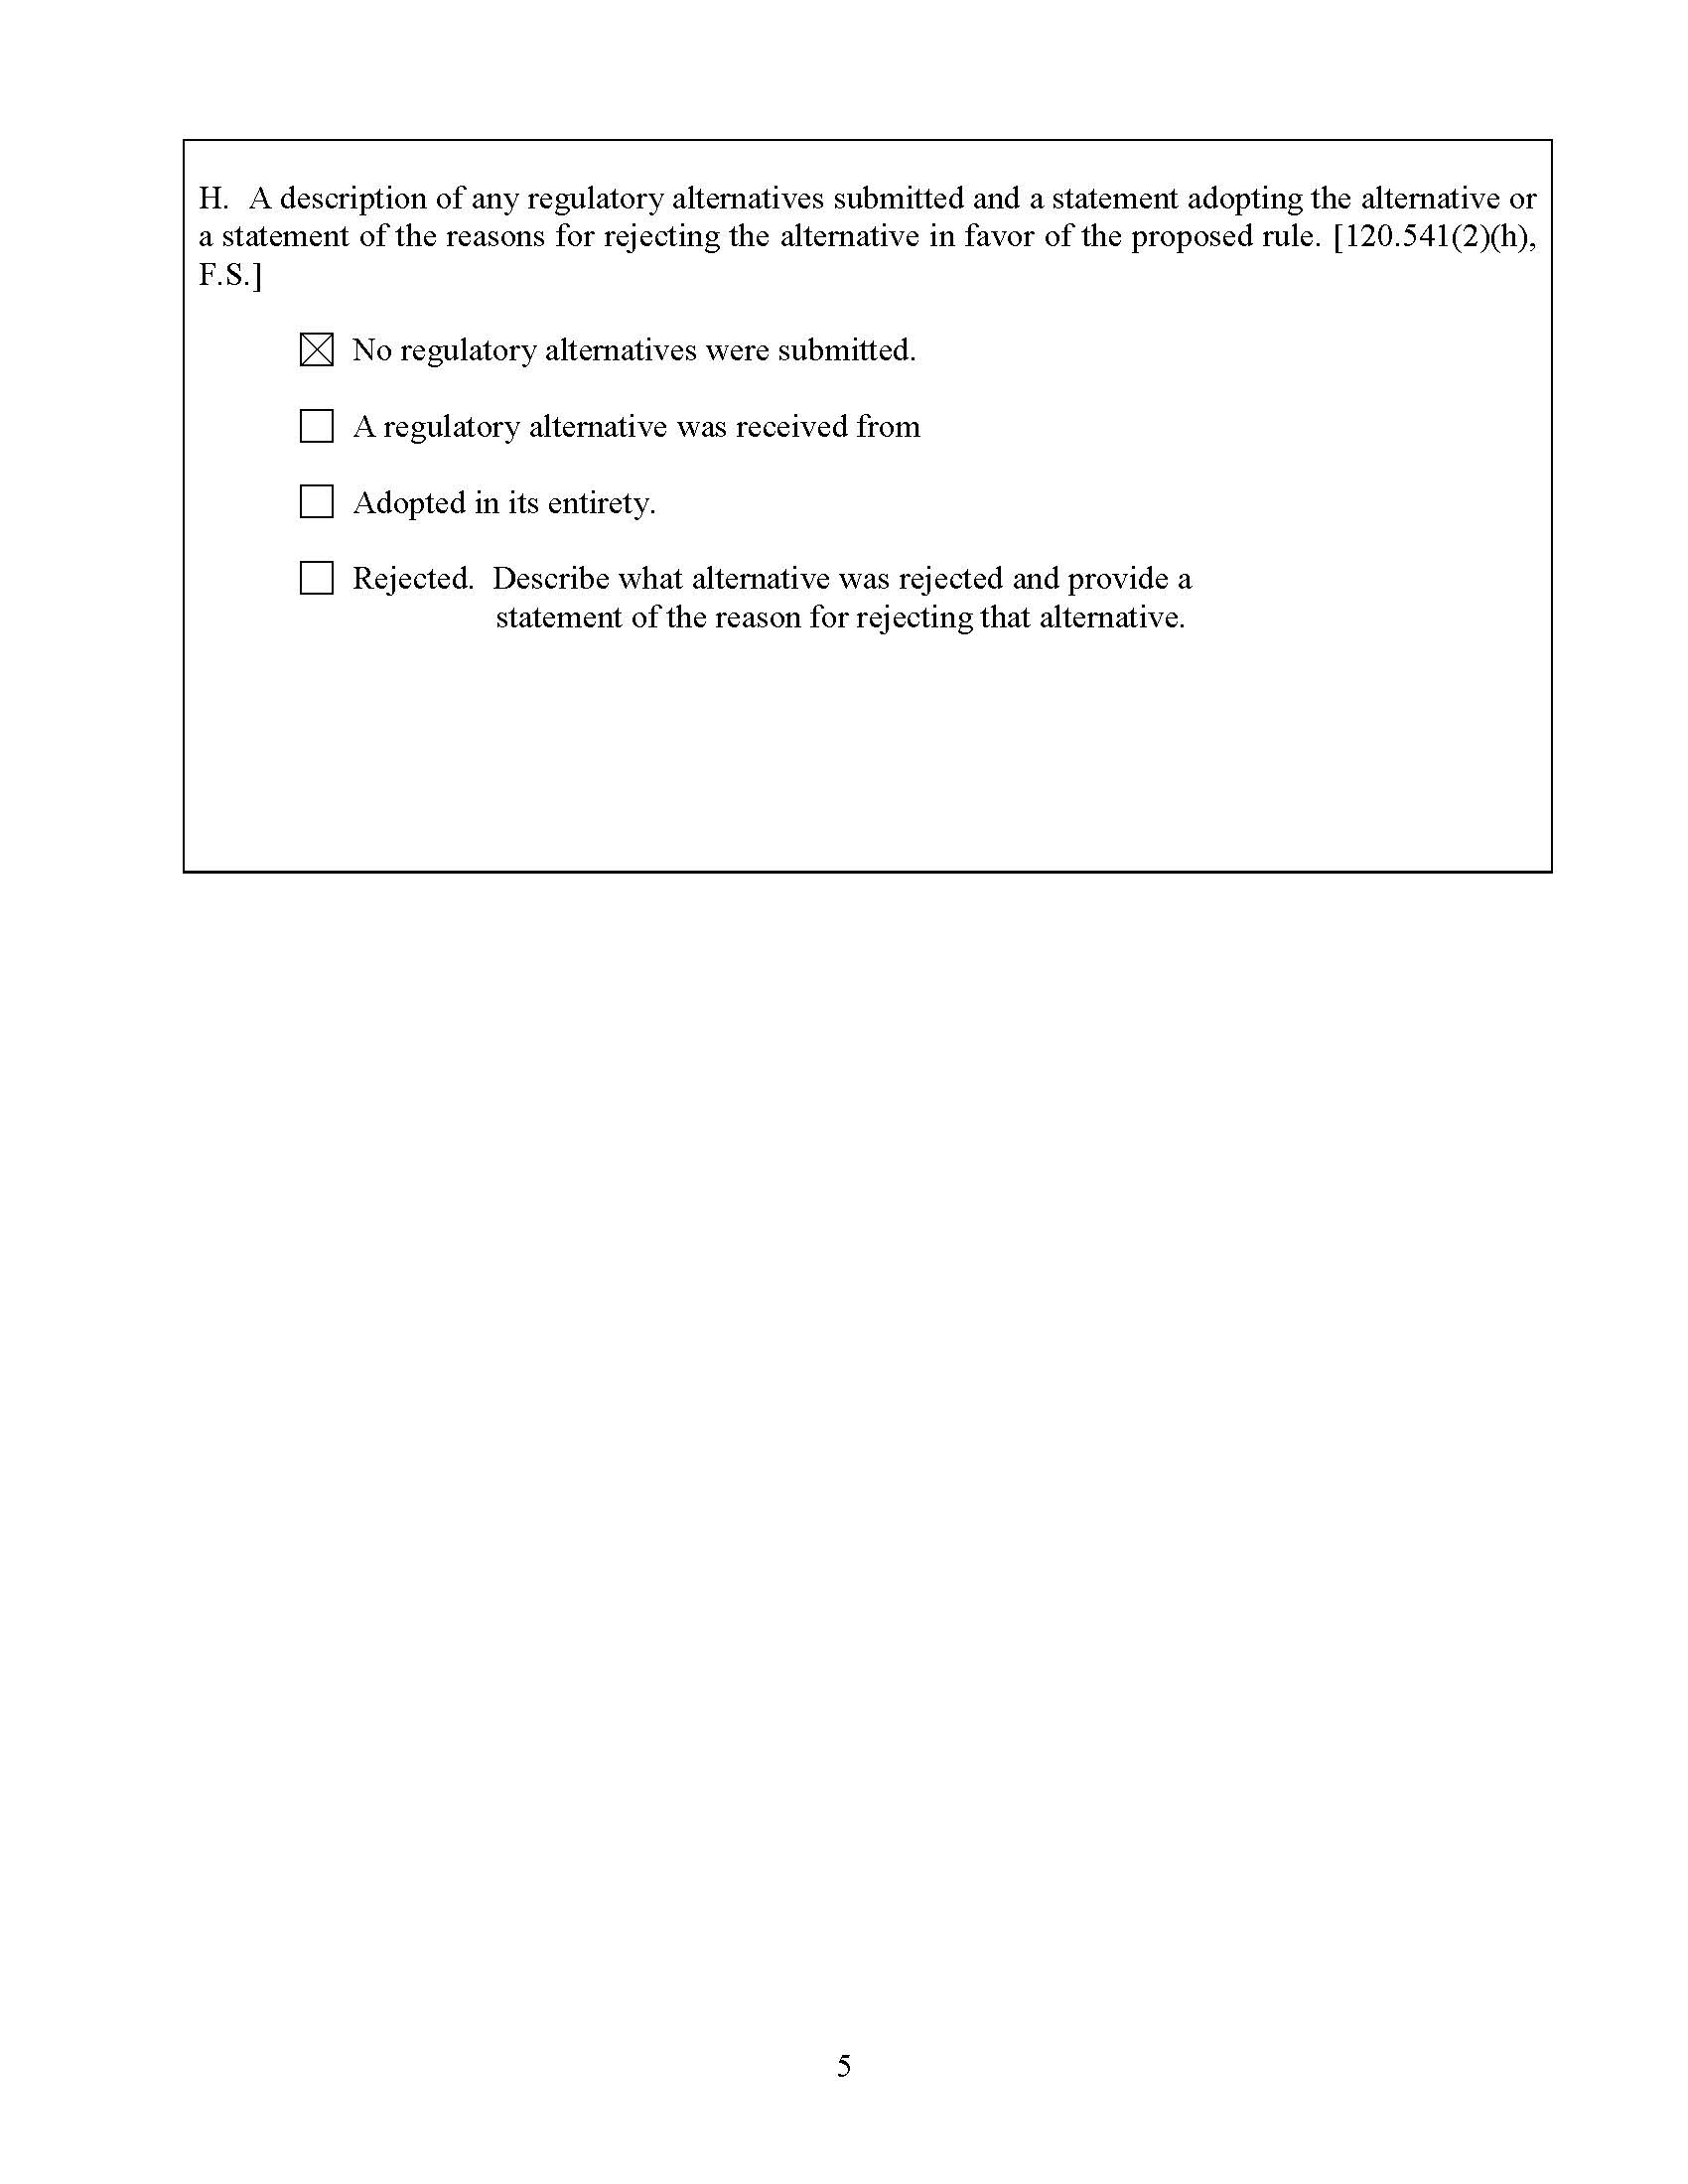 H. A description of any regulatory alternatives submitted and a statement adopting the alternative or
a statement of the reasons for rejecting the alternative in favor of the proposed rule. [120.541(2)(h),
F.S.]
☒ No regulatory alternatives were submitted.
☐ A regulatory alternative was received from
☐ Adopted in its entirety.
☐ Rejected. Describe what alternative was rejected and provide a
statement of the reason for rejecting that alternative.
5